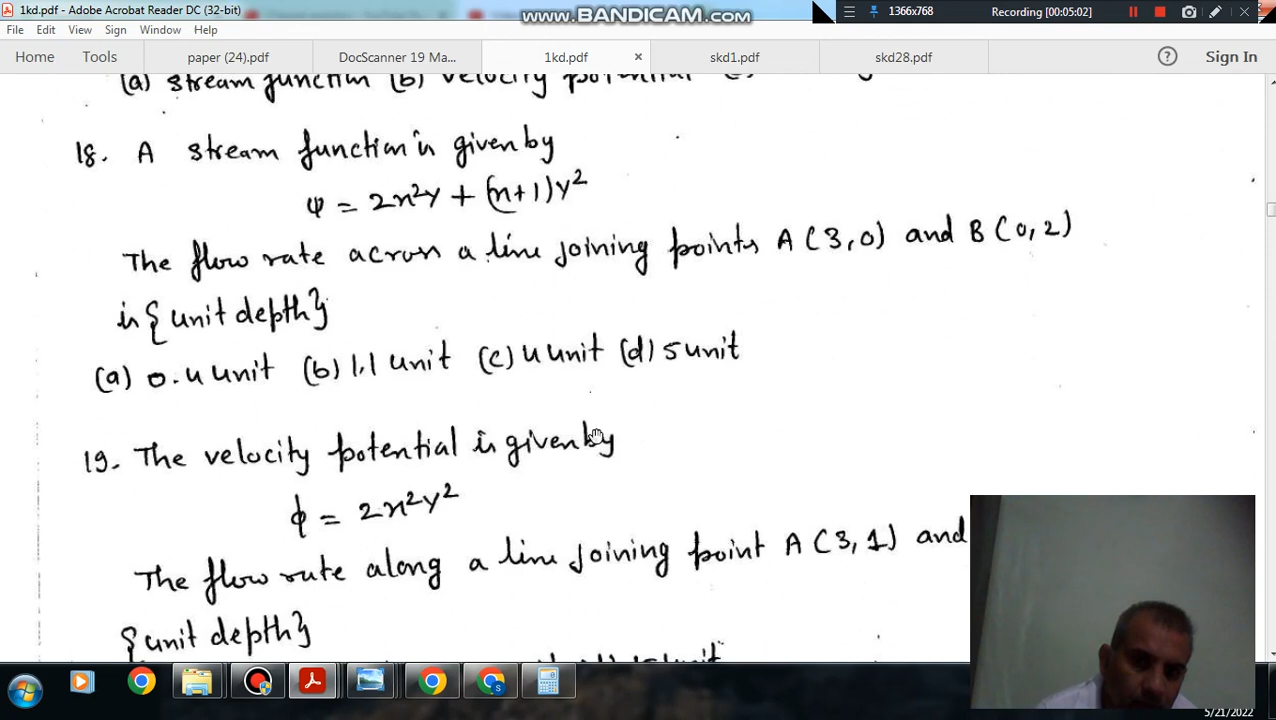 1kd.pdf - Adobe Acrobat Reader DC (32-bit)
www.BANDICAM.com
1366x768
Recording [00:05:02]
File Edit View Sign Window Help
Home Tools paper (24).pdf DocScanner 19 Ma... 1kd.pdf × skd1.pdf skd28.pdf ? Sign In
(a) stream function (b) velocity potential
18. A stream function is given by
ψ = 2x²y + (x+1)y²
The flow rate across a line joining points A(3,0) and B(0,2)
is {unit depth}
(a) 0.4 unit (b) 1.1 unit (c) 4 unit (d) 5 unit
19. The velocity potential is given by
ϕ = 2x²y²
The flow rate along a line joining point A(3,1) and
{unit depth}
unit
5/21/2022